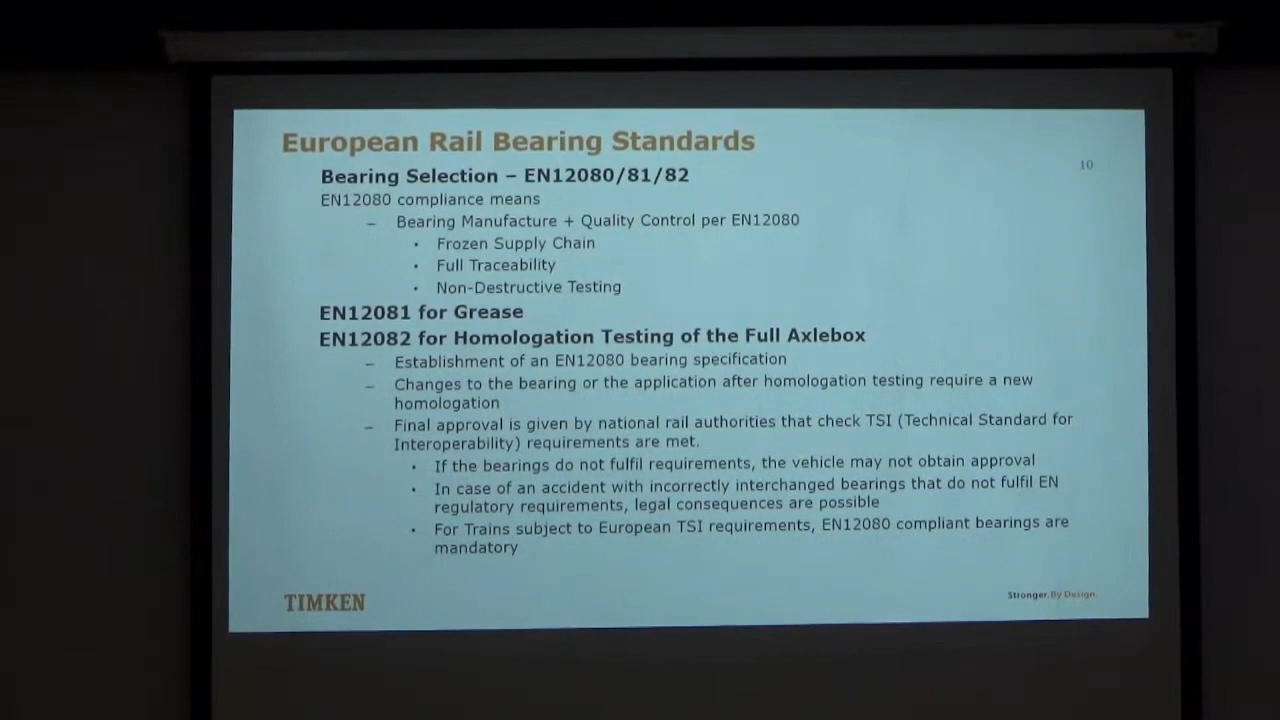 European Rail Bearing Standards
10
Bearing Selection – EN12080/81/82
EN12080 compliance means
– Bearing Manufacture + Quality Control per EN12080
• Frozen Supply Chain
• Full Traceability
• Non-Destructive Testing
EN12081 for Grease
EN12082 for Homologation Testing of the Full Axlebox
– Establishment of an EN12080 bearing specification
– Changes to the bearing or the application after homologation testing require a new
homologation
– Final approval is given by national rail authorities that check TSI (Technical Standard for
Interoperability) requirements are met.
• If the bearings do not fulfil requirements, the vehicle may not obtain approval
• In case of an accident with incorrectly interchanged bearings that do not fulfil EN
regulatory requirements, legal consequences are possible
• For Trains subject to European TSI requirements, EN12080 compliant bearings are
mandatory
TIMKEN
Stronger. By Design.